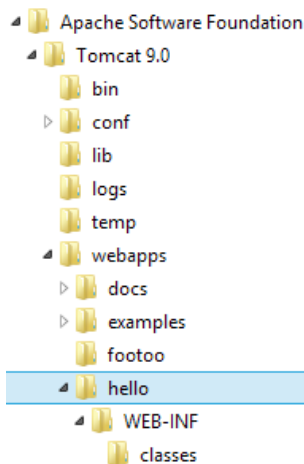 Apache Software Foundation
Tomcat 9.0
bin
conf
lib
logs
temp
webapps
docs
examples
footoo
hello
WEB-INF
classes